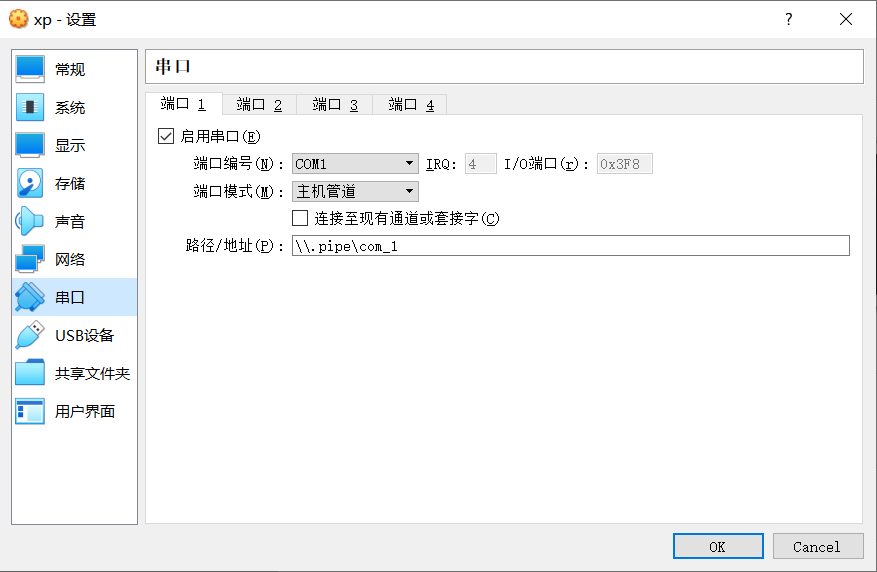 xp - 设置
?
常规
系统
显示
存储
声音
网络
串口
USB设备
共享文件夹
用户界面
串口
端口 1 端口 2 端口 3 端口 4
启用串口(E)
端口编号(N)： COM1 IRQ: 4 I/O端口(r)： 0x3F8
端口模式(M)： 主机管道
连接至现有通道或套接字(C)
路径/地址(P)： \\.pipe\com_1
OK Cancel